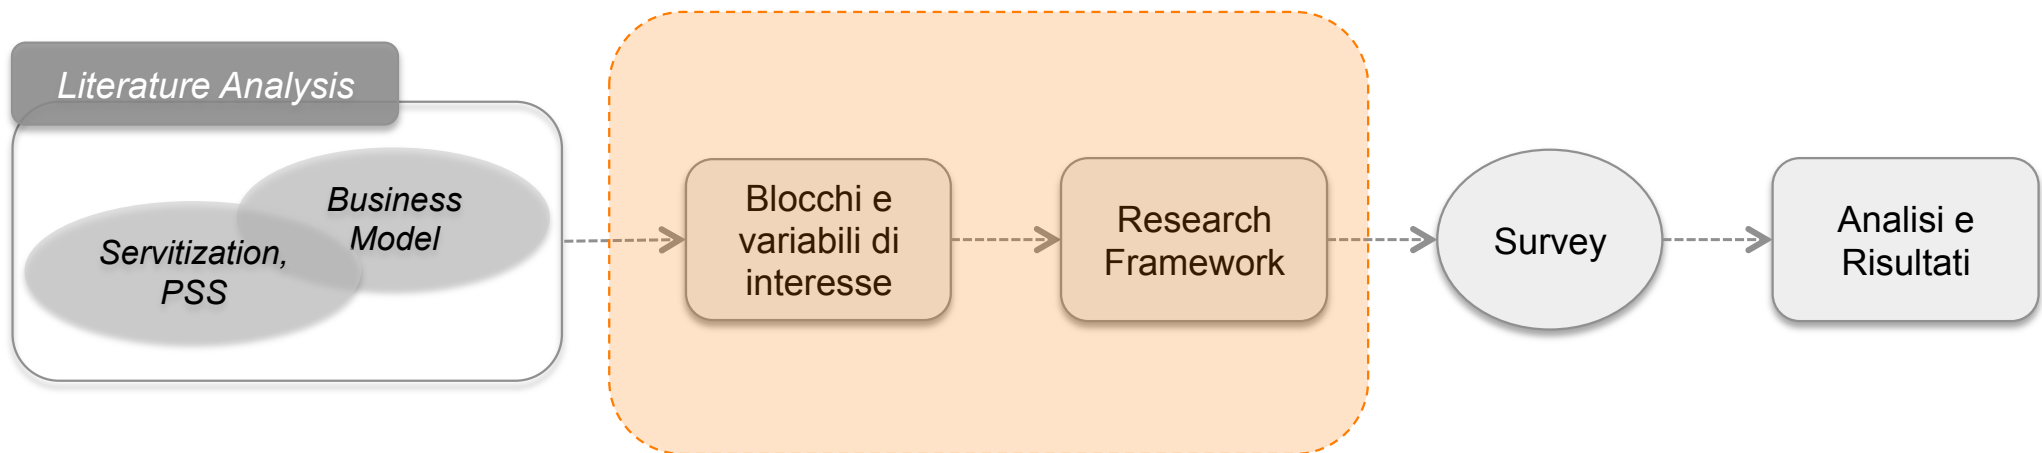 Literature Analysis
Business
Model
Servitization,
PSS
Blocchi e
variabili di
interesse
Research
Framework
Survey
Analisi e
Risultati